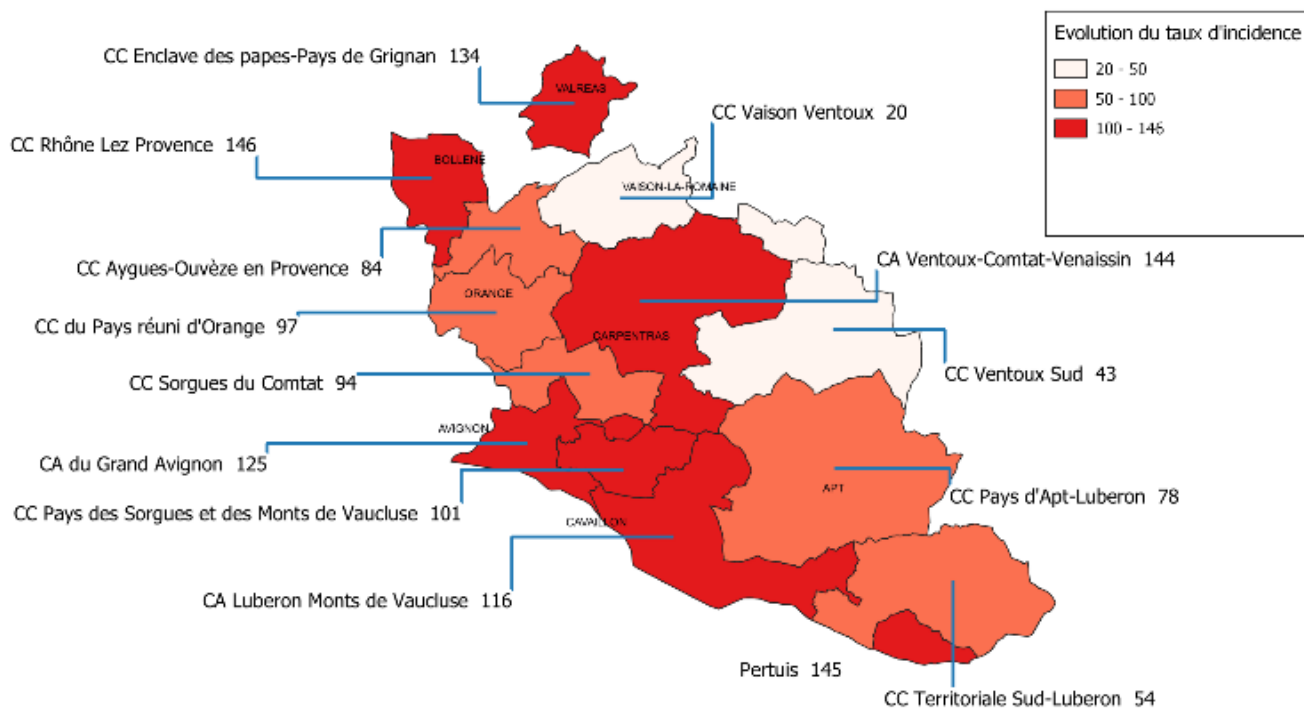 Evolution du taux d'incidence
20 - 50
50 - 100
100 - 146
CC Enclave des papes-Pays de Grignan 134
VALREAS
CC Vaison Ventoux 20
CC Rhône Lez Provence 146
BOLLENE
VAISON-LA-ROMAINE
CC Aygues-Ouvèze en Provence 84
CA Ventoux-Comtat-Venaissin 144
ORANGE
CC du Pays réuni d'Orange 97
CARPENTRAS
CC Sorgues du Comtat 94
CC Ventoux Sud 43
AVIGNON
CA du Grand Avignon 125
APT
CC Pays d'Apt-Luberon 78
CC Pays des Sorgues et des Monts de Vaucluse 101
CAVAILLON
CA Luberon Monts de Vaucluse 116
Pertuis 145
CC Territoriale Sud-Luberon 54